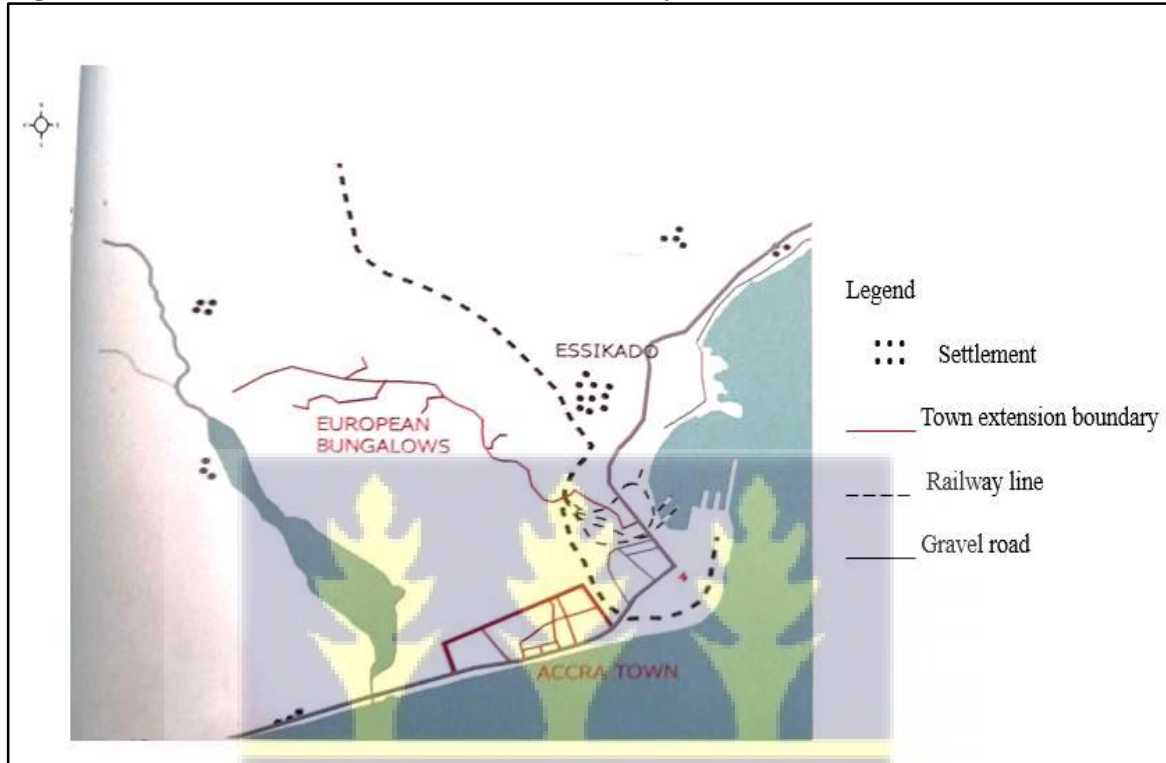 ESSIKADO
EUROPEAN
BUNGALOWS
ACCRA TOWN
Legend
Settlement
Town extension boundary
Railway line
Gravel road